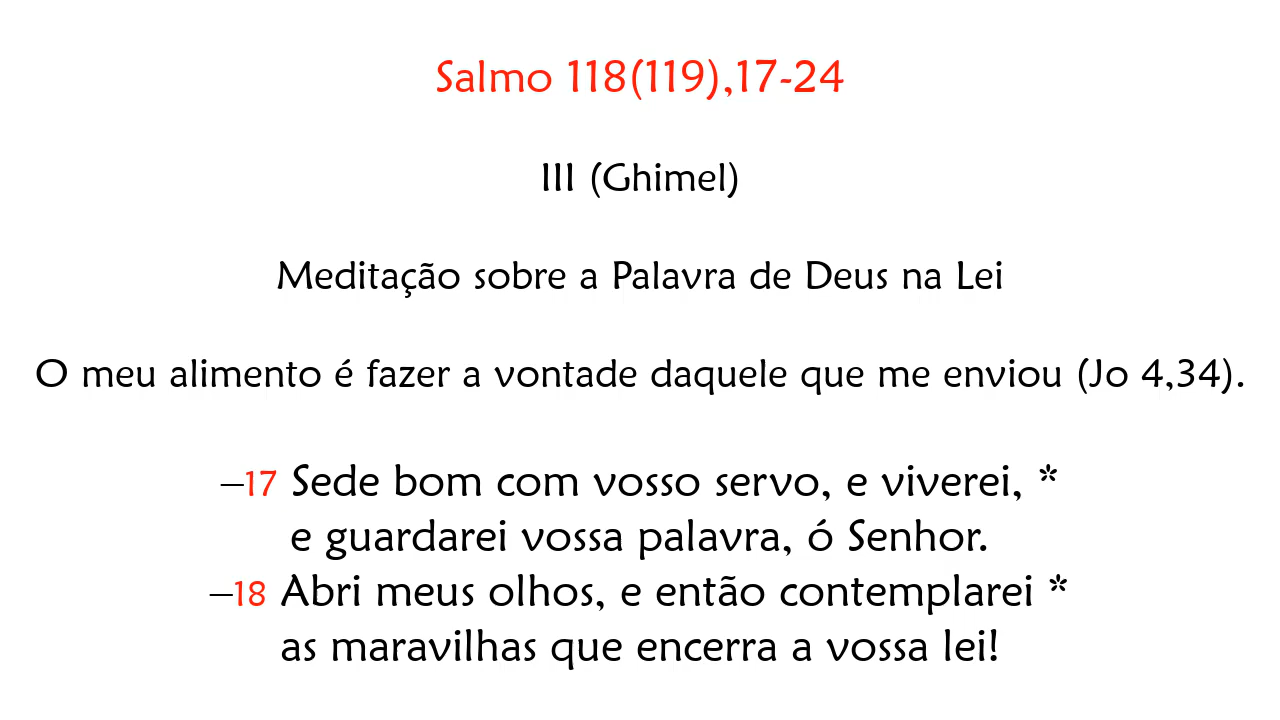 Salmo 118(119),17-24
III (Ghimel)
Meditação sobre a Palavra de Deus na Lei
O meu alimento é fazer a vontade daquele que me enviou (Jo 4,34).
–17 Sede bom com vosso servo, e viverei, *
e guardarei vossa palavra, ó Senhor.
–18 Abri meus olhos, e então contemplarei *
as maravilhas que encerra a vossa lei!